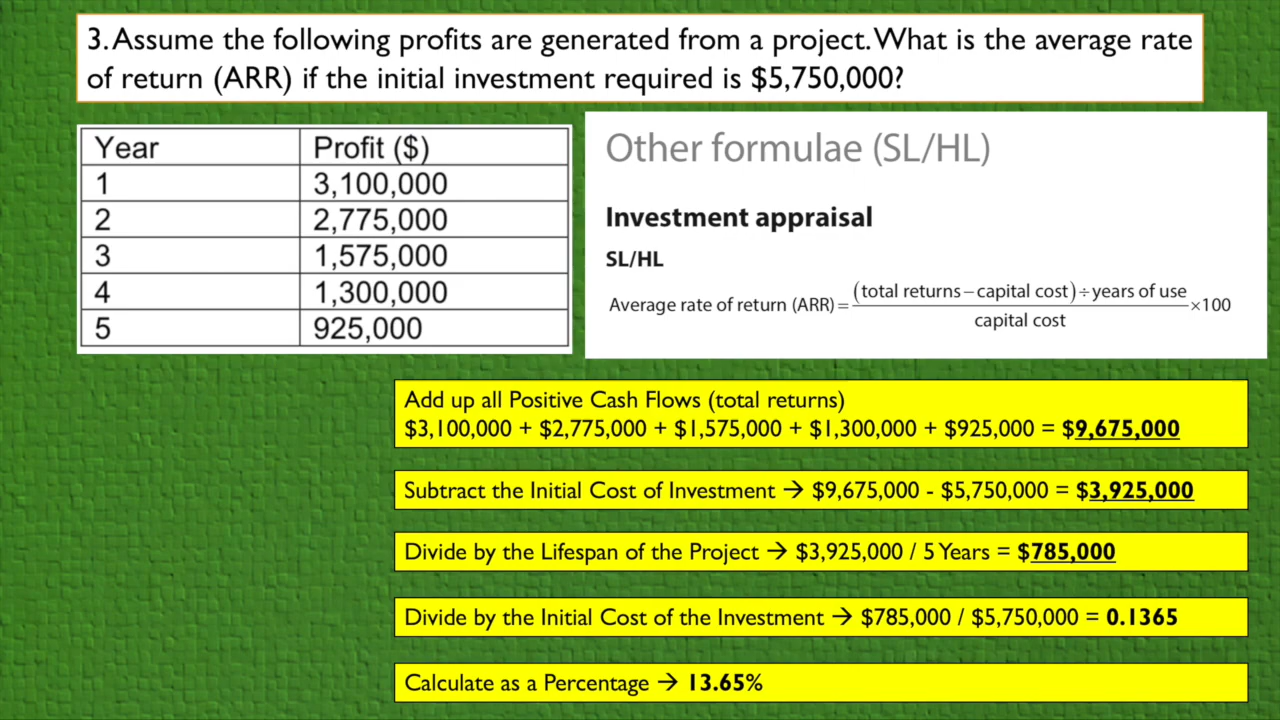 3. Assume the following profits are generated from a project. What is the average rate
of return (ARR) if the initial investment required is $5,750,000?
Year Profit ($)
1 3,100,000
2 2,775,000
3 1,575,000
4 1,300,000
5 925,000
Other formulae (SL/HL)
Investment appraisal
SL/HL
Average rate of return (ARR) = (total returns – capital cost) ÷ years of use
capital cost
×100
Add up all Positive Cash Flows (total returns)
$3,100,000 + $2,775,000 + $1,575,000 + $1,300,000 + $925,000 = $9,675,000
Subtract the Initial Cost of Investment → $9,675,000 - $5,750,000 = $3,925,000
Divide by the Lifespan of the Project → $3,925,000 / 5 Years = $785,000
Divide by the Initial Cost of the Investment → $785,000 / $5,750,000 = 0.1365
Calculate as a Percentage → 13.65%